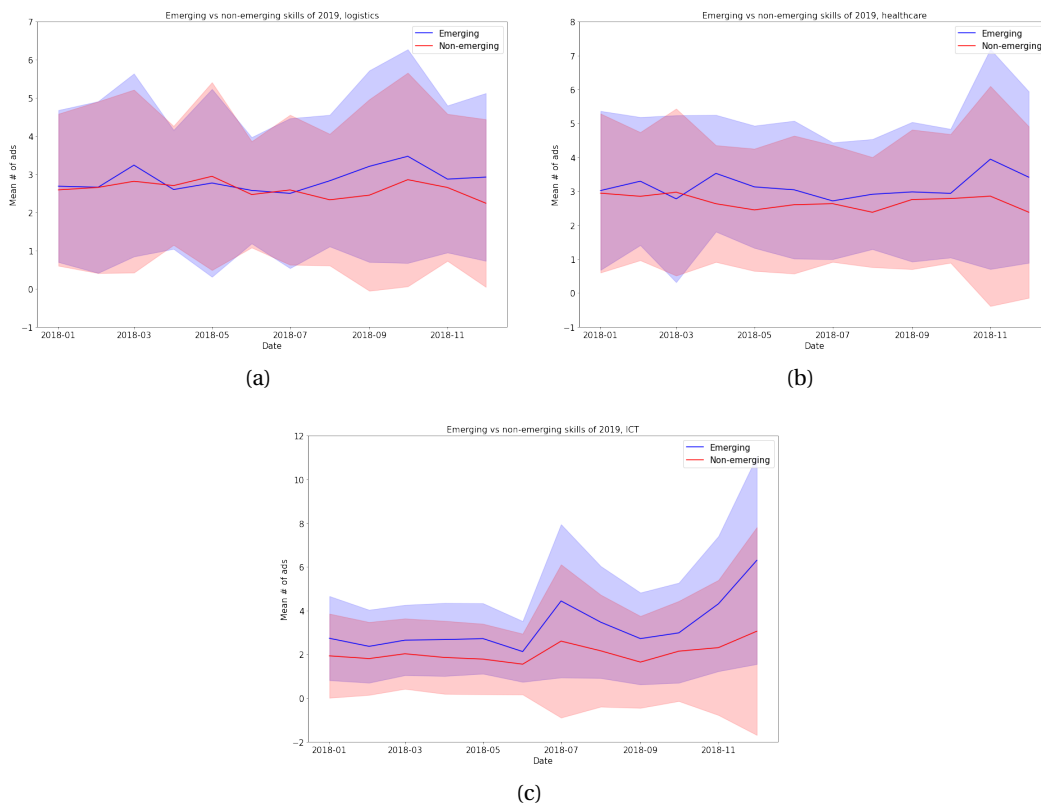 Emerging vs non-emerging skills of 2019, logistics
7
6
5
4
3
2
1
0
−1
Mean # of ads
2018-01 2018-03 2018-05 2018-07 2018-09 2018-11
Date
Emerging
Non-emerging
(a)
Emerging vs non-emerging skills of 2019, healthcare
8
7
6
5
4
3
2
1
0
−1
Mean # of ads
2018-01 2018-03 2018-05 2018-07 2018-09 2018-11
Date
Emerging
Non-emerging
(b)
Emerging vs non-emerging skills of 2019, ICT
12
10
8
6
4
2
0
−2
Mean # of ads
2018-01 2018-03 2018-05 2018-07 2018-09 2018-11
Date
Emerging
Non-emerging
(c)